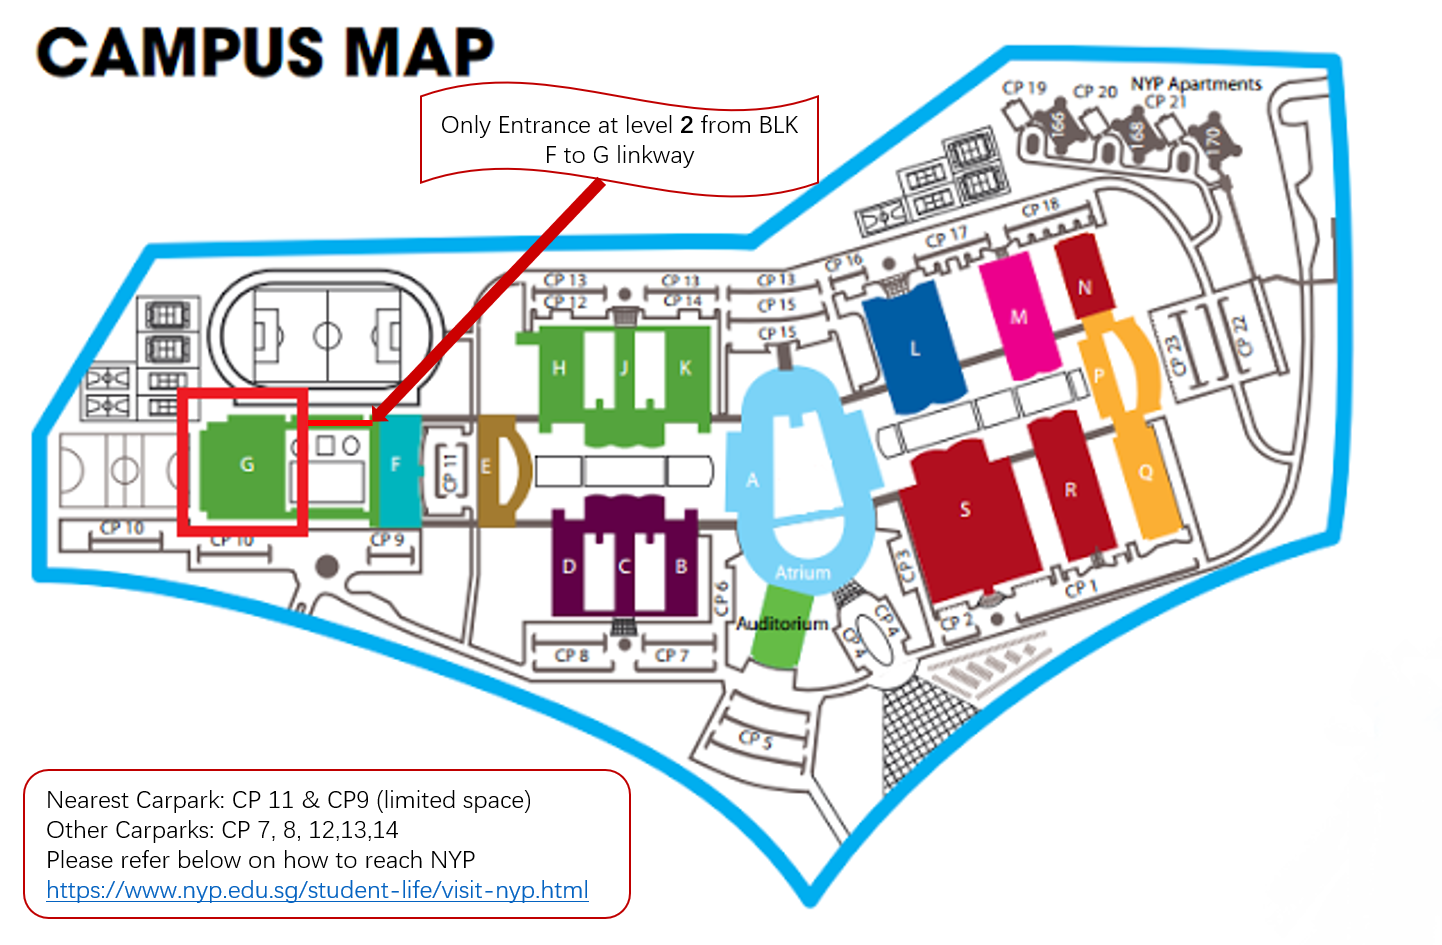 CAMPUS MAP
Only Entrance at level 2 from BLK
F to G linkway
NYP Apartments
CP 19
CP 20
CP 21
166
168
170
CP 18
CP 17
CP 16
CP 13
CP 13
CP 13
CP 12
CP 14
CP 15
CP 15
N
M
L
P
CP 23
CP 22
H
J
K
G
F
CP 11
E
A
Q
R
S
CP 10
CP 10
CP 9
D
C
B
CP 6
Atrium
CP 3
CP 1
CP 2
Auditorium
CP 4
CP 4
CP 8
CP 7
CP 5
Nearest Carpark: CP 11 & CP9 (limited space)
Other Carparks: CP 7, 8, 12,13,14
Please refer below on how to reach NYP
https://www.nyp.edu.sg/student-life/visit-nyp.html